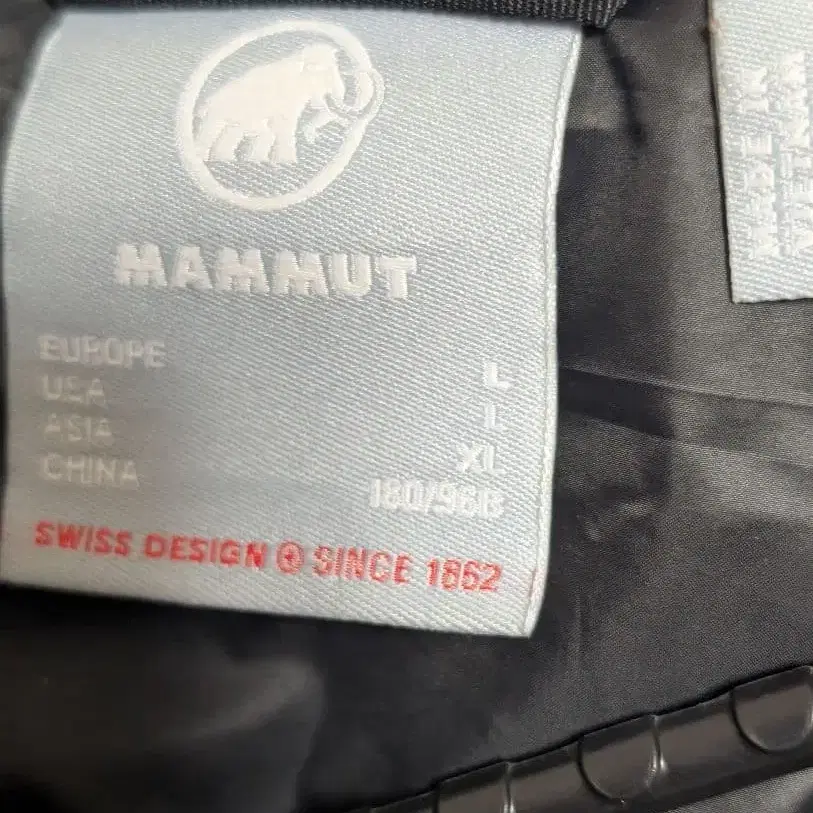 MAMMUT
EUROPE L
USA L
ASIA XL
CHINA 180/96B
SWISS DESIGN SINCE 1862
MADE IN
VIETNAM